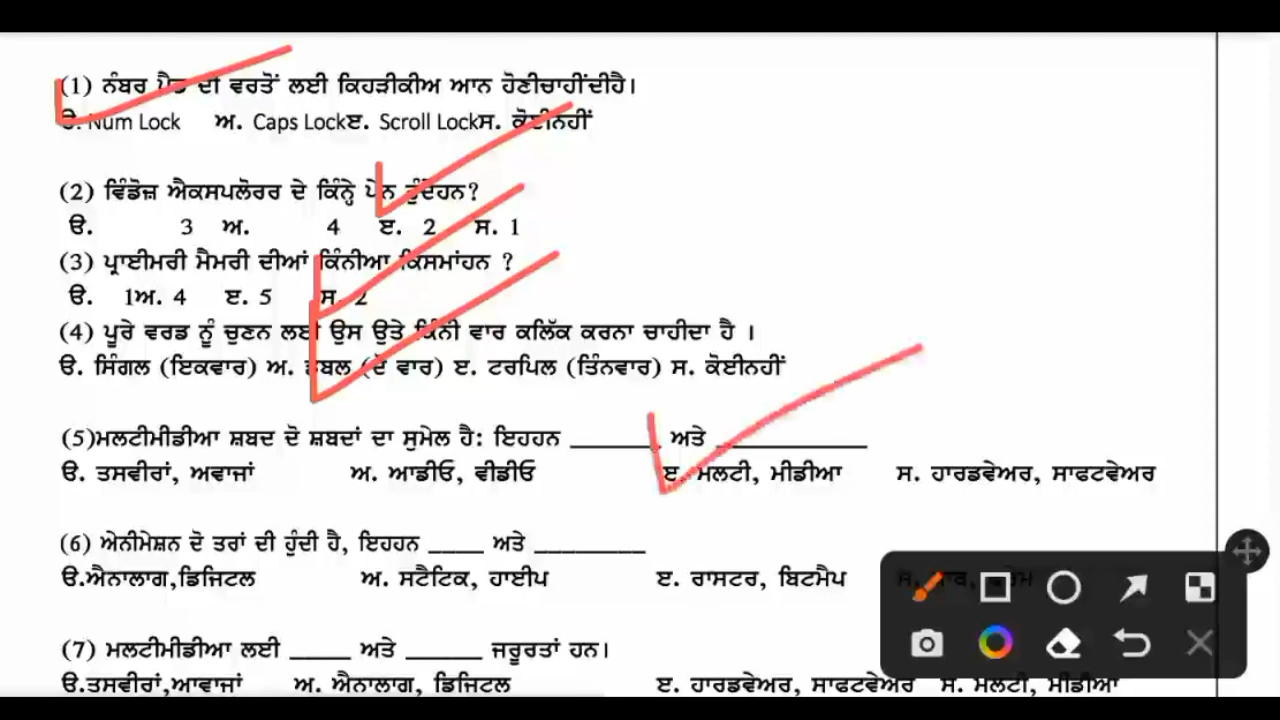 (1) ਨੰਬਰ ਪੈਡ ਦੀ ਵਰਤੋਂ ਲਈ ਕਿਹੜੀਕੀਅ ਆਨ ਹੋਣੀਚਾਹੀਂਦੀਹੈ।
ੳ. Num Lock ਅ. Caps Lockੲ. Scroll Lockਸ. ਕੋਈਨਹੀਂ
(2) ਵਿੰਡੋਜ਼ ਐਕਸਪਲੋਰਰ ਦੇ ਕਿੰਨ੍ਹੇ ਪੇਨ ਹੁੰਦੇਹਨ?
ੳ. 3 ਅ. 4 ੲ. 2 ਸ. 1
(3) ਪ੍ਰਾਈਮਰੀ ਮੈਮਰੀ ਦੀਆਂ ਕਿੰਨੀਆ ਕਿਸਮਾਂਹਨ ?
ੳ. 1ਅ. 4 ੲ. 5 ਸ. 2
(4) ਪੂਰੇ ਵਰਡ ਨੂੰ ਚੁਣਨ ਲਈ ਉਸ ਉਤੇ ਕਿੰਨੀ ਵਾਰ ਕਲਿੱਕ ਕਰਨਾ ਚਾਹੀਦਾ ਹੈ ।
ੳ. ਸਿੰਗਲ (ਇਕਵਾਰ) ਅ. ਡਬਲ (ਦੋ ਵਾਰ) ੲ. ਟਰਪਿਲ (ਤਿੰਨਵਾਰ) ਸ. ਕੋਈਨਹੀਂ
(5)ਮਲਟੀਮੀਡੀਆ ਸ਼ਬਦ ਦੋ ਸ਼ਬਦਾਂ ਦਾ ਸੁਮੇਲ ਹੈ: ਇਹਹਨ ________ ਅਤੇ ____________
ੳ. ਤਸਵੀਰਾਂ, ਅਵਾਜਾਂ ਅ. ਆਡੀਓ, ਵੀਡੀਓ ੲ. ਮਲਟੀ, ਮੀਡੀਆ ਸ. ਹਾਰਡਵੇਅਰ, ਸਾਫਟਵੇਅਰ
(6) ਐਨੀਮੇਸ਼ਨ ਦੋ ਤਰਾਂ ਦੀ ਹੁੰਦੀ ਹੈ, ਇਹਹਨ _____ ਅਤੇ __________
ੳ.ਐਨਾਲਾਗ,ਡਿਜਿਟਲ ਅ. ਸਟੈਟਿਕ, ਹਾਈਪ ੲ. ਰਾਸਟਰ, ਬਿਟਮੈਪ
(7) ਮਲਟੀਮੀਡੀਆ ਲਈ ______ ਅਤੇ _______ ਜਰੂਰਤਾਂ ਹਨ।
ੳ.ਤਸਵੀਰਾਂ,ਆਵਾਜਾਂ ਅ. ਐਨਾਲਾਗ, ਡਿਜਿਟਲ ੲ. ਹਾਰਡਵੇਅਰ, ਸਾਫਟਵੇਅਰ ਸ. ਮਲਟੀ, ਮੀਡੀਆ